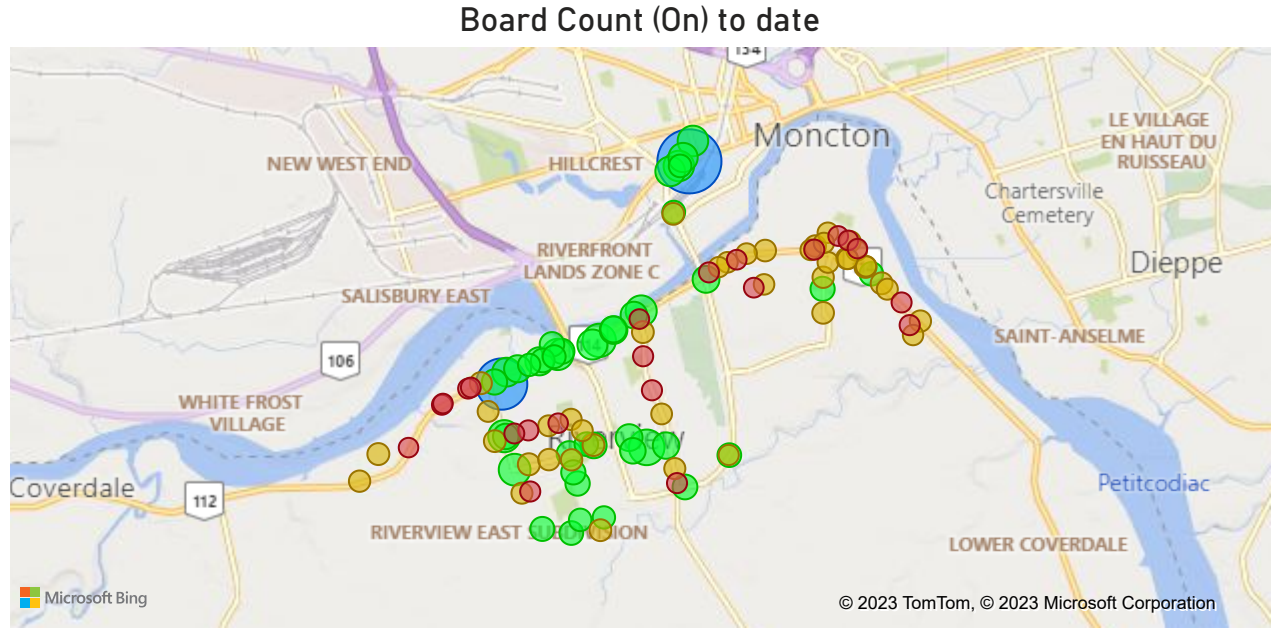 Board Count (On) to date
134
Moncton
LE VILLAGE
EN HAUT DU
RUISSEAU
NEW WEST END
HILLCREST
Chartersville
Cemetery
RIVERFRONT
LANDS ZONE C
Dieppe
SALISBURY EAST
SAINT-ANSELME
106
WHITE FROST
VILLAGE
Riverview
Coverdale
112
Petitcodiac
RIVERVIEW EAST SUBDIVISION
LOWER COVERDALE
Microsoft Bing
© 2023 TomTom, © 2023 Microsoft Corporation